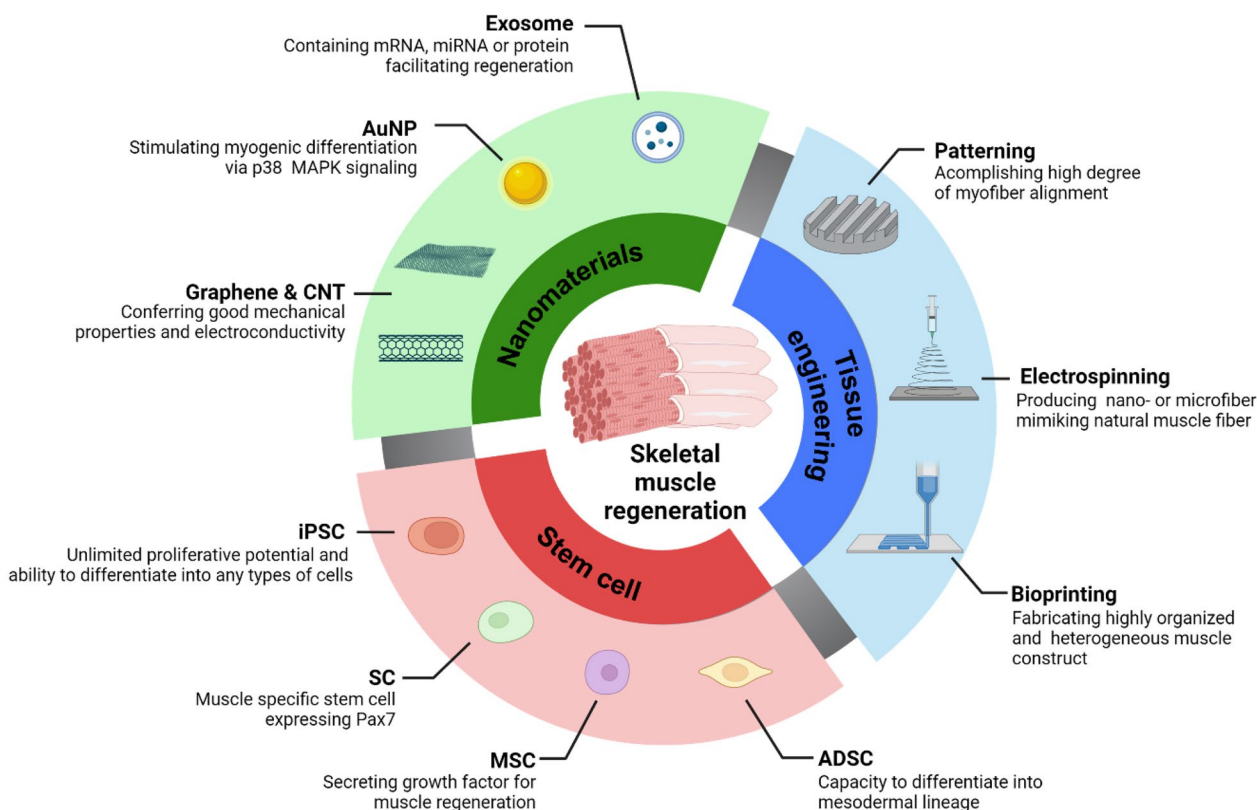 Exosome
Containing mRNA, miRNA or protein
facilitating regeneration
AuNP
Stimulating myogenic differentiation
via p38 MAPK signaling
Graphene & CNT
Conferring good mechanical
properties and electroconductivity
Nanomaterials
Patterning
Acomplishing high degree
of myofiber alignment
Electrospinning
Producing nano- or microfiber
mimiking natural muscle fiber
Bioprinting
Fabricating highly organized
and heterogeneous muscle
construct
Tissue
engineering
Skeletal
muscle
regeneration
Stem cell
iPSC
Unlimited proliferative potential and
ability to differentiate into any types of cells
SC
Muscle specific stem cell
expressing Pax7
MSC
Secreting growth factor for
muscle regeneration
ADSC
Capacity to differentiate into
mesodermal lineage